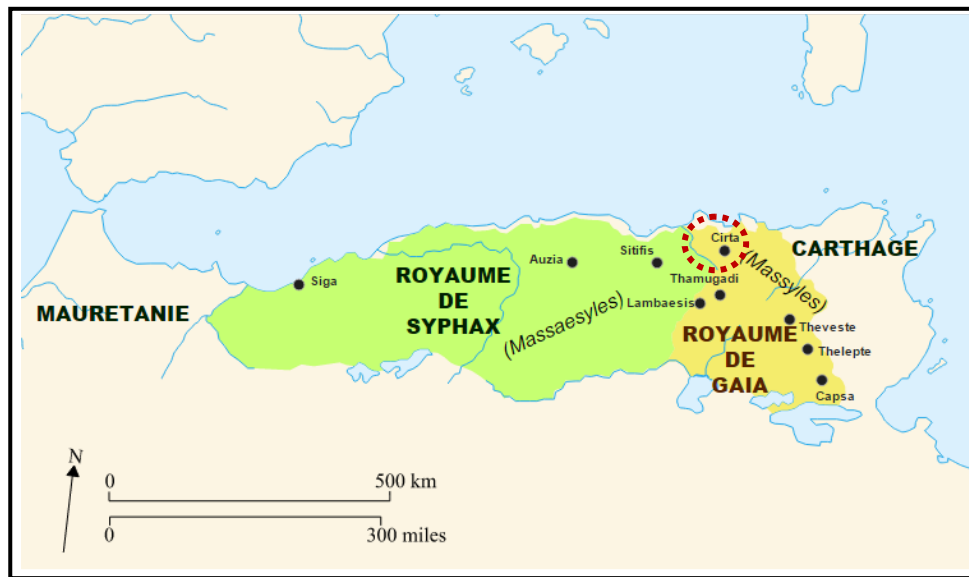 Cirta
CARTHAGE
Sitifis
Auzia
ROYAUME
DE
SYPHAX
Siga
MAURETANIE
(Massyles)
Thamugadi
Lambaesis
(Massaesyles)
Theveste
ROYAUME
DE
GAIA
Thelepte
Capsa
N
0 500 km
0 300 miles